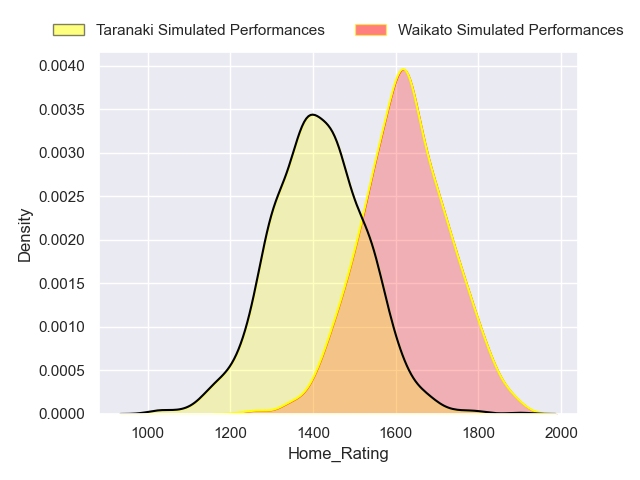 Taranaki Simulated Performances
Waikato Simulated Performances
0.0040
0.0035
0.0030
0.0025
0.0020
0.0015
0.0010
0.0005
0.0000
Density
1000 1200 1400 1600 1800 2000
Home_Rating